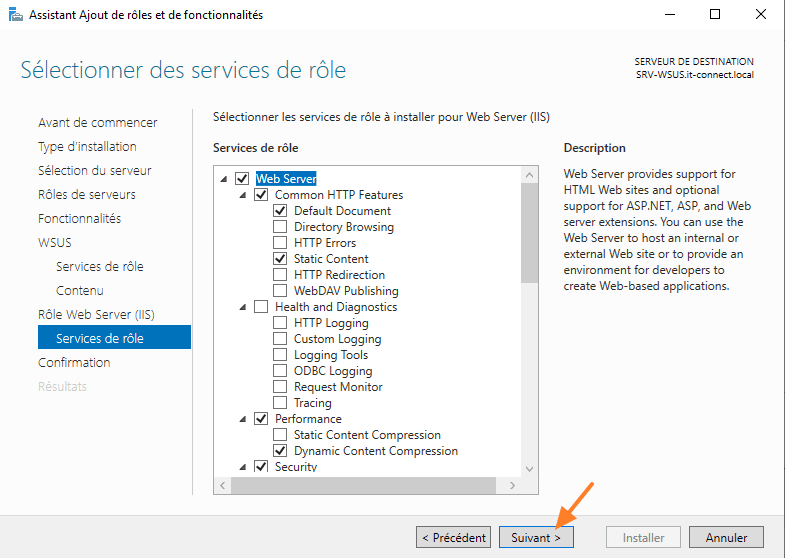 Assistant Ajout de rôles et de fonctionnalités
Sélectionner des services de rôle
SERVEUR DE DESTINATION
SRV-WSUS.it-connect.local
Avant de commencer
Type d'installation
Sélection du serveur
Rôles de serveurs
Fonctionnalités
WSUS
Services de rôle
Contenu
Rôle Web Server (IIS)
Services de rôle
Confirmation
Résultats
Sélectionner les services de rôle à installer pour Web Server (IIS)
Services de rôle
Web Server
Common HTTP Features
Default Document
Directory Browsing
HTTP Errors
Static Content
HTTP Redirection
WebDAV Publishing
Health and Diagnostics
HTTP Logging
Custom Logging
Logging Tools
ODBC Logging
Request Monitor
Tracing
Performance
Static Content Compression
Dynamic Content Compression
Security
Description
Web Server provides support for
HTML Web sites and optional
support for ASP.NET, ASP, and Web
server extensions. You can use the
Web Server to host an internal or
external Web site or to provide an
environment for developers to
create Web-based applications.
< Précédent
Suivant >
Installer
Annuler